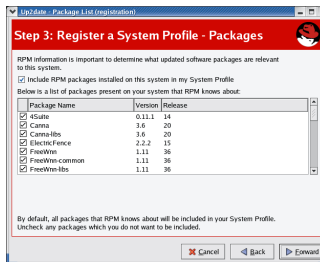 Up2date - Package List (registration)
Step 3: Register a System Profile - Packages
RPM information is important to determine what updated software packages are relevant
to this system.
Include RPM packages installed on this system in my System Profile
Below is a list of packages present on your system that RPM knows about:
Package Name Version Release
4Suite 0.11.1 14
Canna 3.6 20
Canna-libs 3.6 20
ElectricFence 2.2.2 15
FreeWnn 1.11 36
FreeWnn-common 1.11 36
FreeWnn-libs 1.11 36
By default, all packages that RPM knows about will be included in your System Profile.
Uncheck any packages which you do not want to be included.
Cancel Back Forward